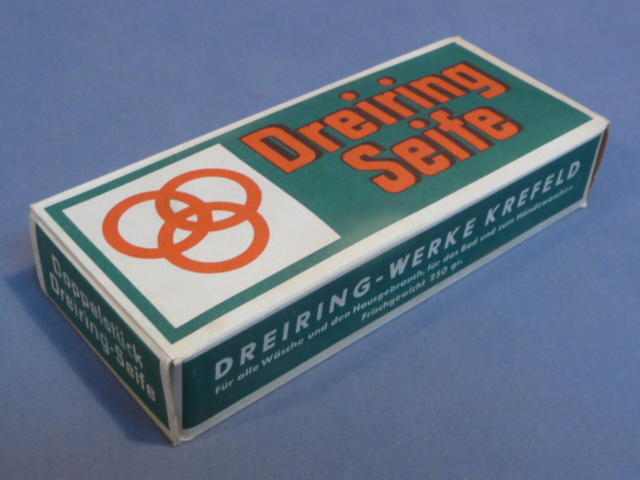 Dreiring
Seife
DREIRING-WERKE KREFELD
Für alle Wäsche und den Hausgebrauch, für das Bad und zum Händewaschen
Frischgewicht 250 gr.
Doppelstück
Dreiring-Seife